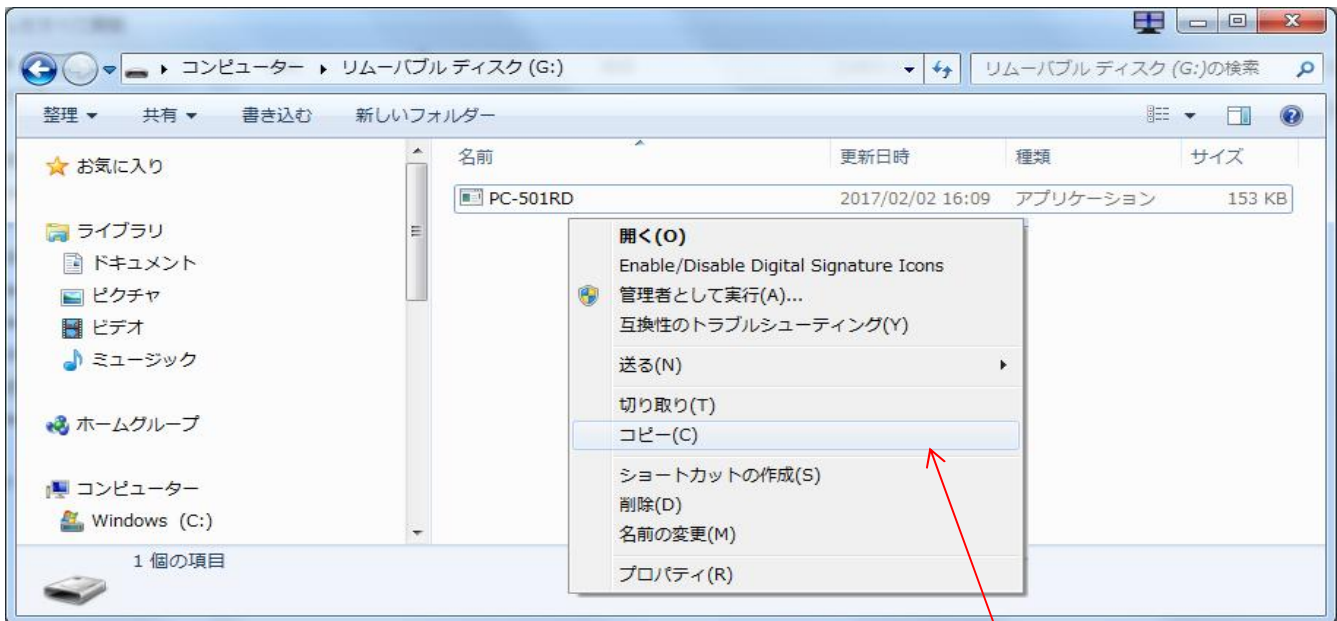 コンピューター ▸ リムーバブル ディスク (G:)
リムーバブル ディスク (G:)の検索
整理 ▼ 共有 ▼ 書き込む 新しいフォルダー
お気に入り
ライブラリ
ドキュメント
ピクチャ
ビデオ
ミュージック
ホームグループ
コンピューター
Windows (C:)
名前 更新日時 種類 サイズ
PC-501RD 2017/02/02 16:09 アプリケーション 153 KB
開く(O)
Enable/Disable Digital Signature Icons
管理者として実行(A)...
互換性のトラブルシューティング(Y)
送る(N)
切り取り(T)
コピー(C)
ショートカットの作成(S)
削除(D)
名前の変更(M)
プロパティ(R)
1 個の項目